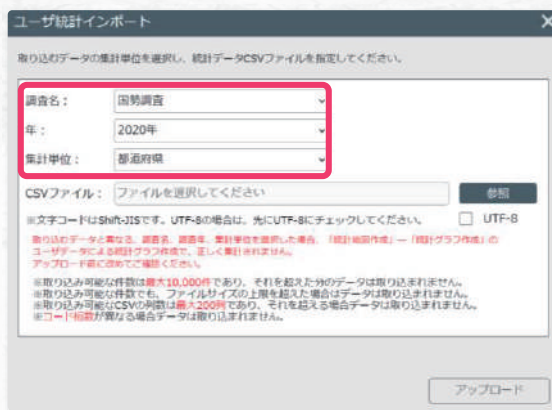 ユーザ統計インポート
取り込むデータの集計単位を選択し、統計データCSVファイルを指定してください。
調査名： 国勢調査
年： 2020年
集計単位： 都道府県
CSVファイル： ファイルを選択してください 参照
※文字コードはShift-JISです。UTF-8の場合は、先にUTF-8にチェックしてください。 UTF-8
取り込むデータと異なる、調査名、調査年、集計単位を選択した場合、「統計地図作成」―「統計グラフ作成」の
ユーザデータによる統計グラフ作成で、正しく集計されません。
アップロード前に改めてご確認ください。
※取り込み可能な件数は最大10,000件であり、それを超えた分のデータは取り込まれません。
※取り込み可能な件数でも、ファイルサイズの上限を超えた場合はデータは取り込まれません。
※取り込み可能なCSVの列数は最大200列であり、それを超える場合データは取り込まれません。
※コード桁数が異なる場合データは取り込まれません。
アップロード